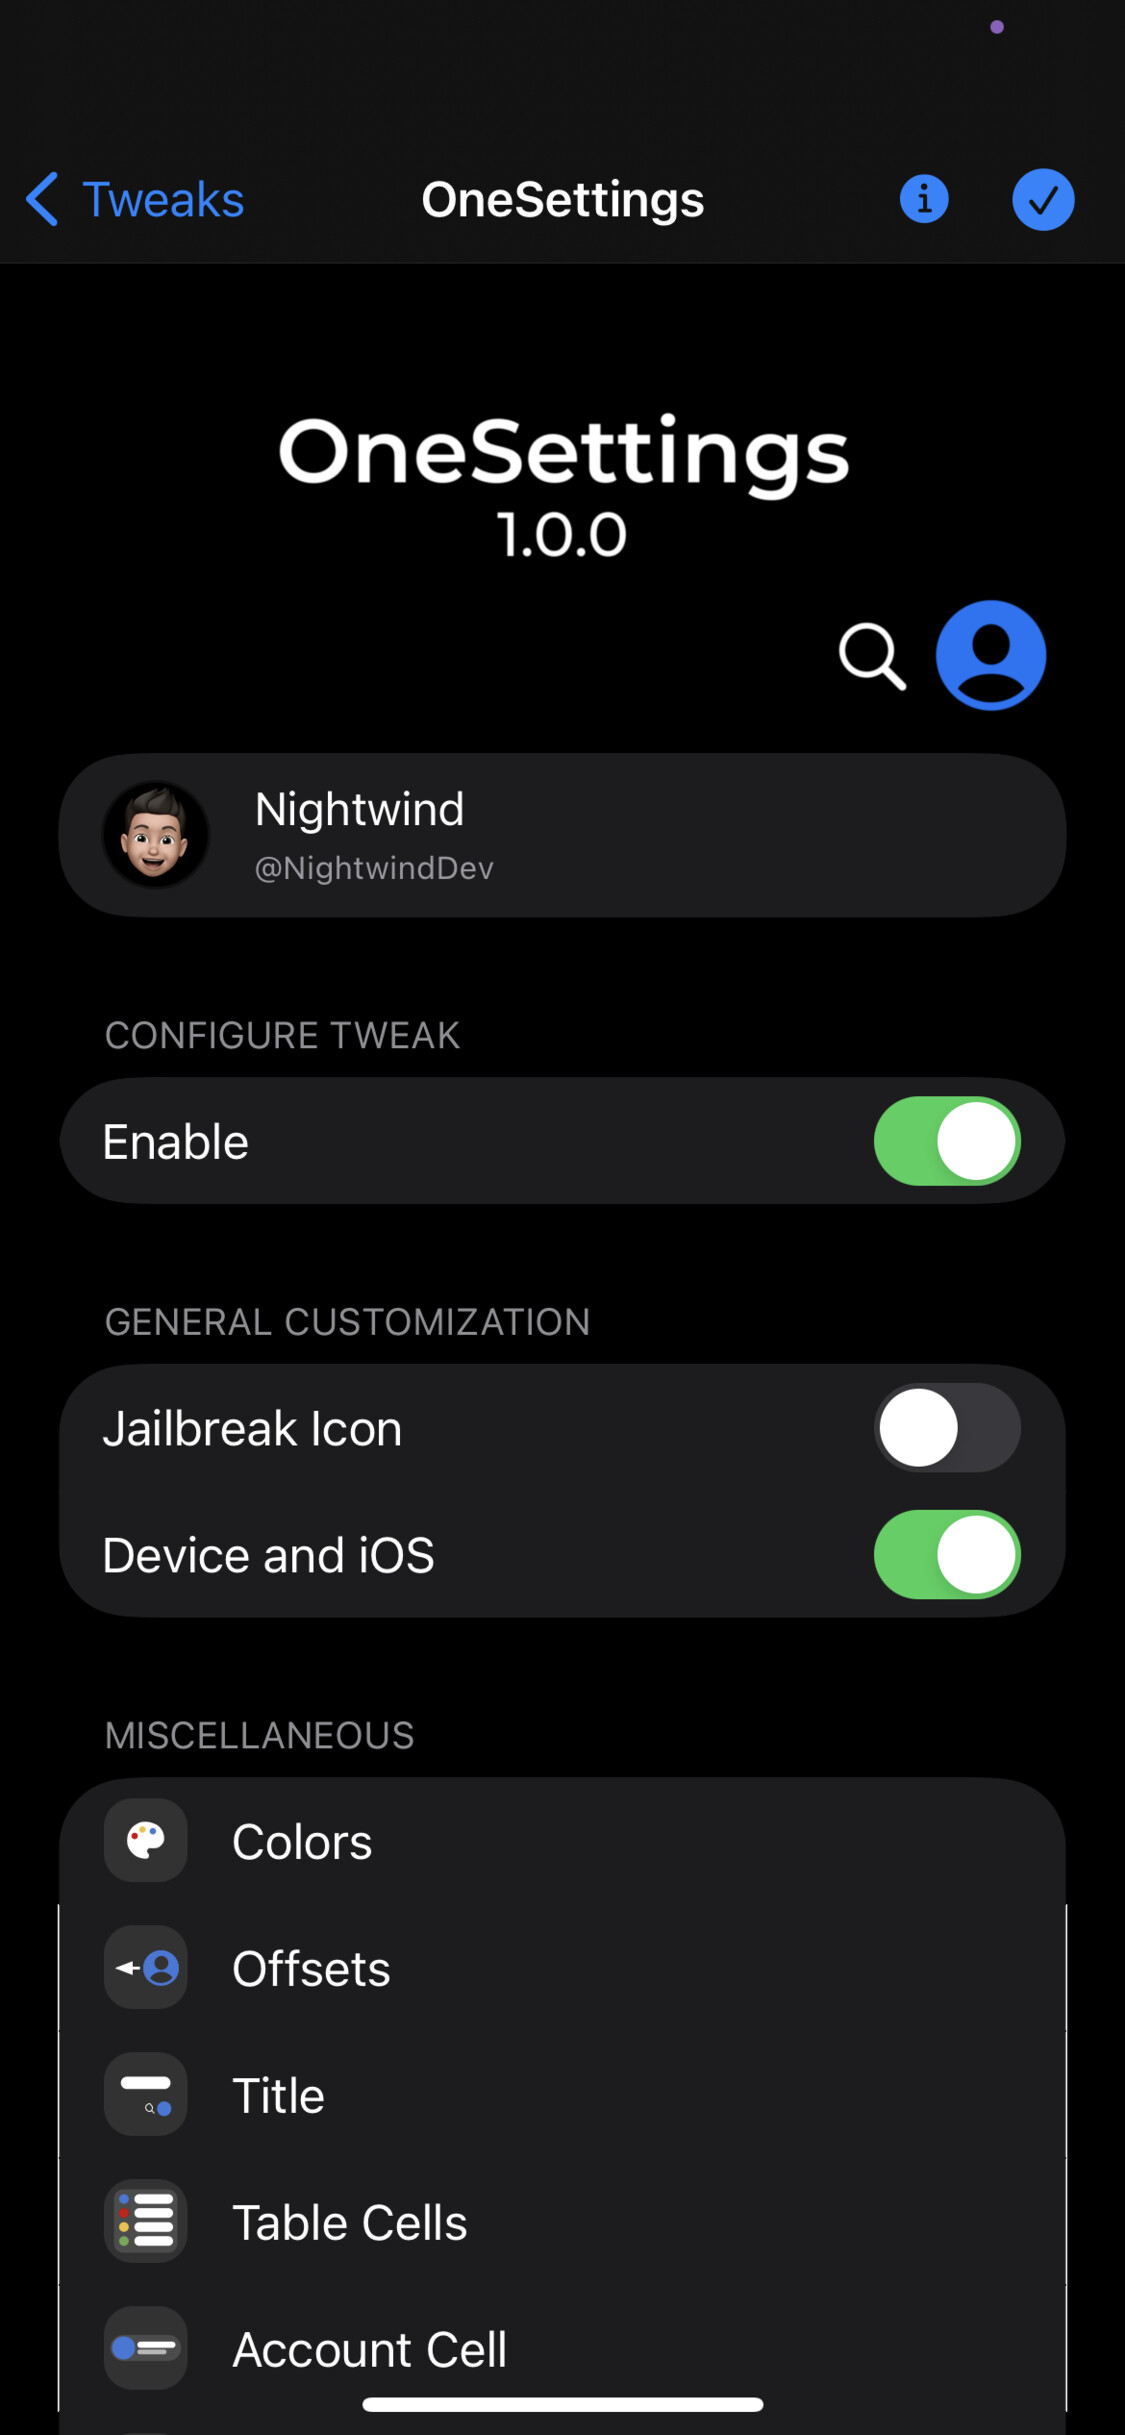 Tweaks
OneSettings
OneSettings
1.0.0
Nightwind
@NightwindDev
CONFIGURE TWEAK
Enable
GENERAL CUSTOMIZATION
Jailbreak Icon
Device and iOS
MISCELLANEOUS
Colors
Offsets
Title
Table Cells
Account Cell